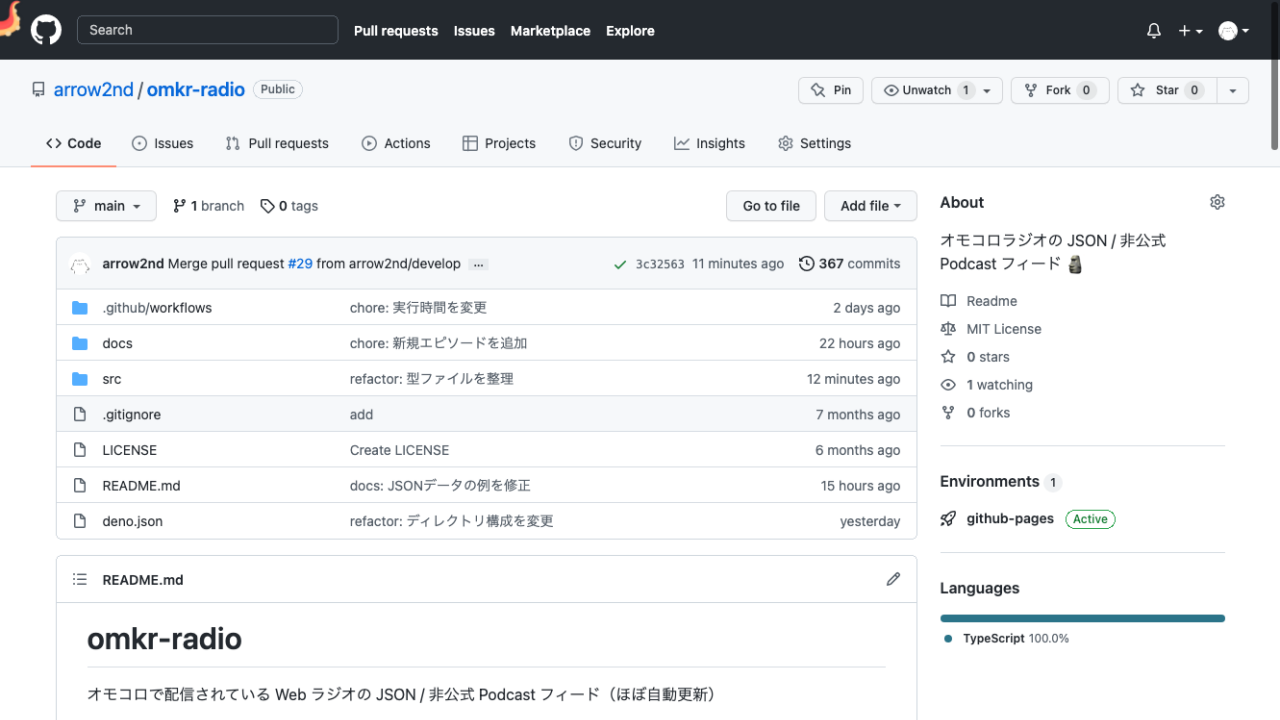 Search Pull requests Issues Marketplace Explore
arrow2nd / omkr-radio Public Pin Unwatch 1 Fork 0 Star 0
Code Issues Pull requests Actions Projects Security Insights Settings
main 1 branch 0 tags Go to file Add file
arrow2nd Merge pull request #29 from arrow2nd/develop ... 3c32563 11 minutes ago 367 commits
.github/workflows chore: 実行時間を変更 2 days ago
docs chore: 新規エピソードを追加 22 hours ago
src refactor: 型ファイルを整理 12 minutes ago
.gitignore add 7 months ago
LICENSE Create LICENSE 6 months ago
README.md docs: JSONデータの例を修正 15 hours ago
deno.json refactor: ディレクトリ構成を変更 yesterday
README.md
omkr-radio
オモコロで配信されている Web ラジオの JSON / 非公式 Podcast フィード（ほぼ自動更新）
About
オモコロラジオの JSON / 非公式
Podcast フィード 🗿
Readme
MIT License
0 stars
1 watching
0 forks
Environments 1
github-pages Active
Languages
TypeScript 100.0%